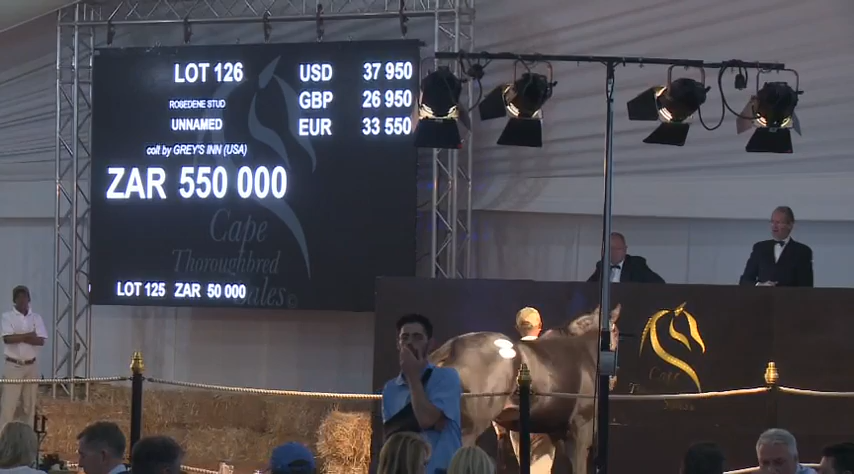 LOT 126
ROSEDENE STUD
UNNAMED
colt by GREY'S INN (USA)
USD 37 950
GBP 26 950
EUR 33 550
ZAR 550 000
Cape
Thoroughbred
Sales
LOT 125 ZAR 50 000
Cape